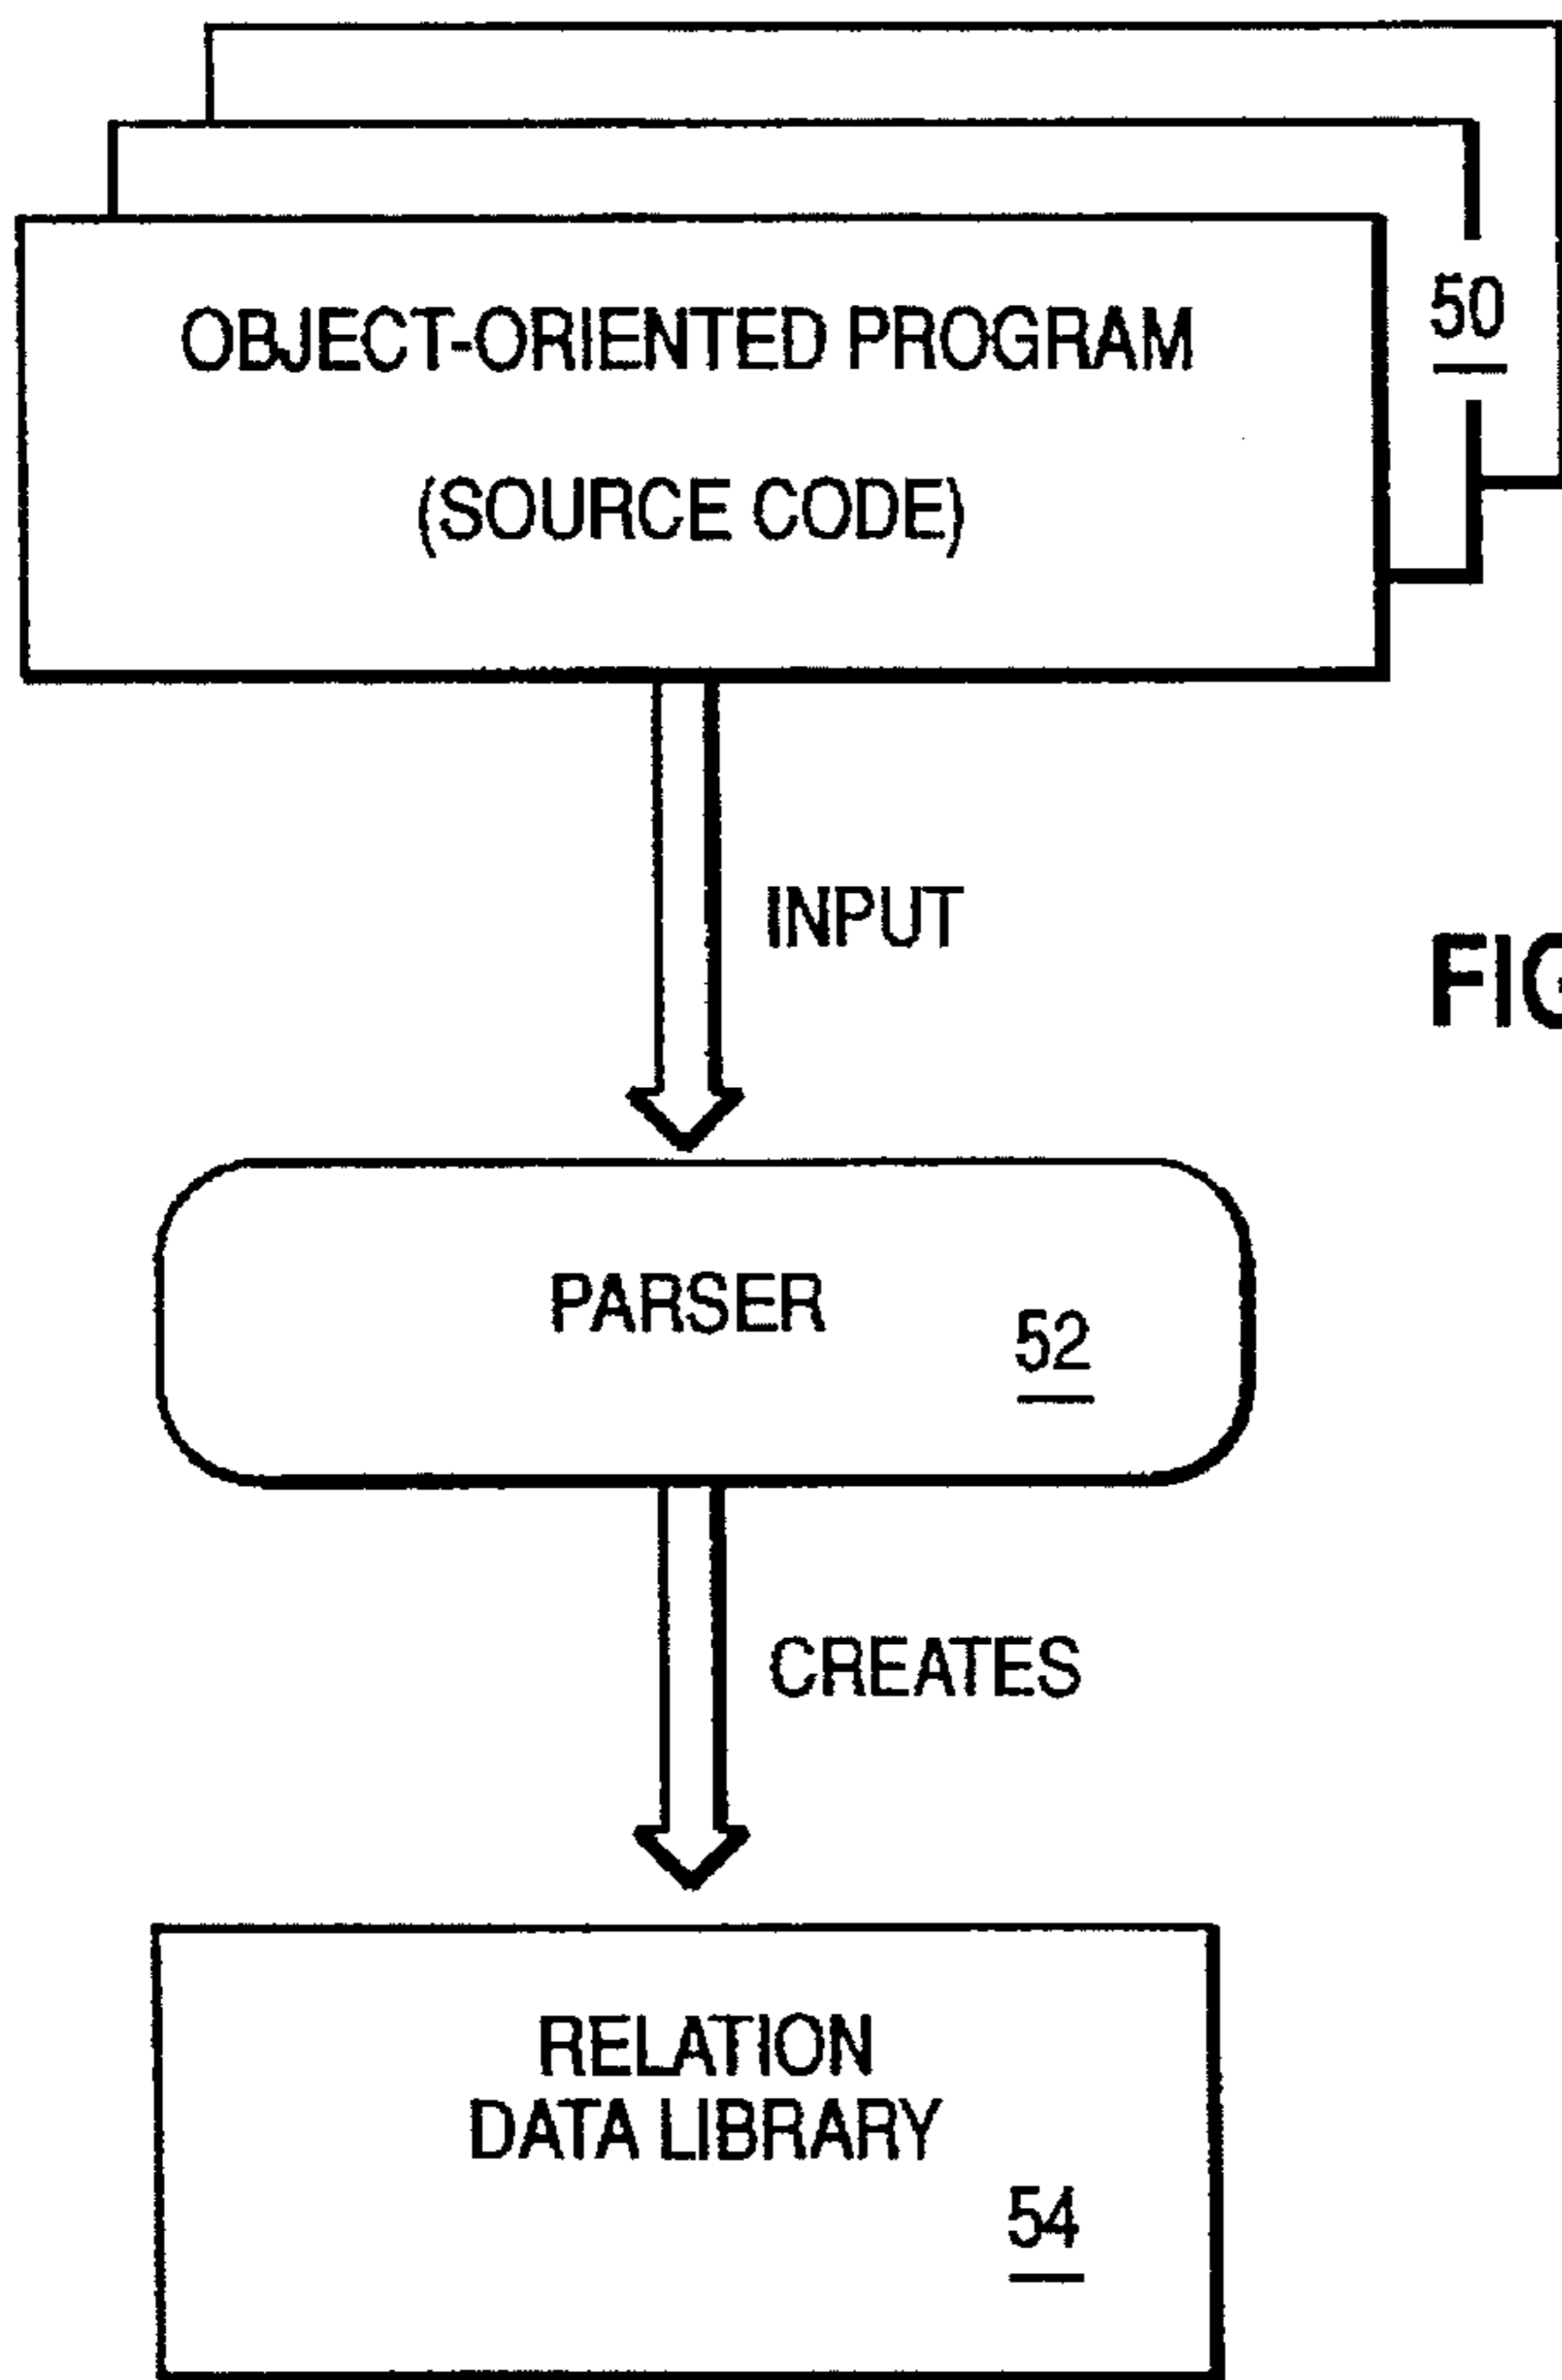 OBJECT-ORIENTED PROGRAM
50
(SOURCE CODE)
INPUT
PARSER
52
CREATES
RELATION
DATA LIBRARY
54